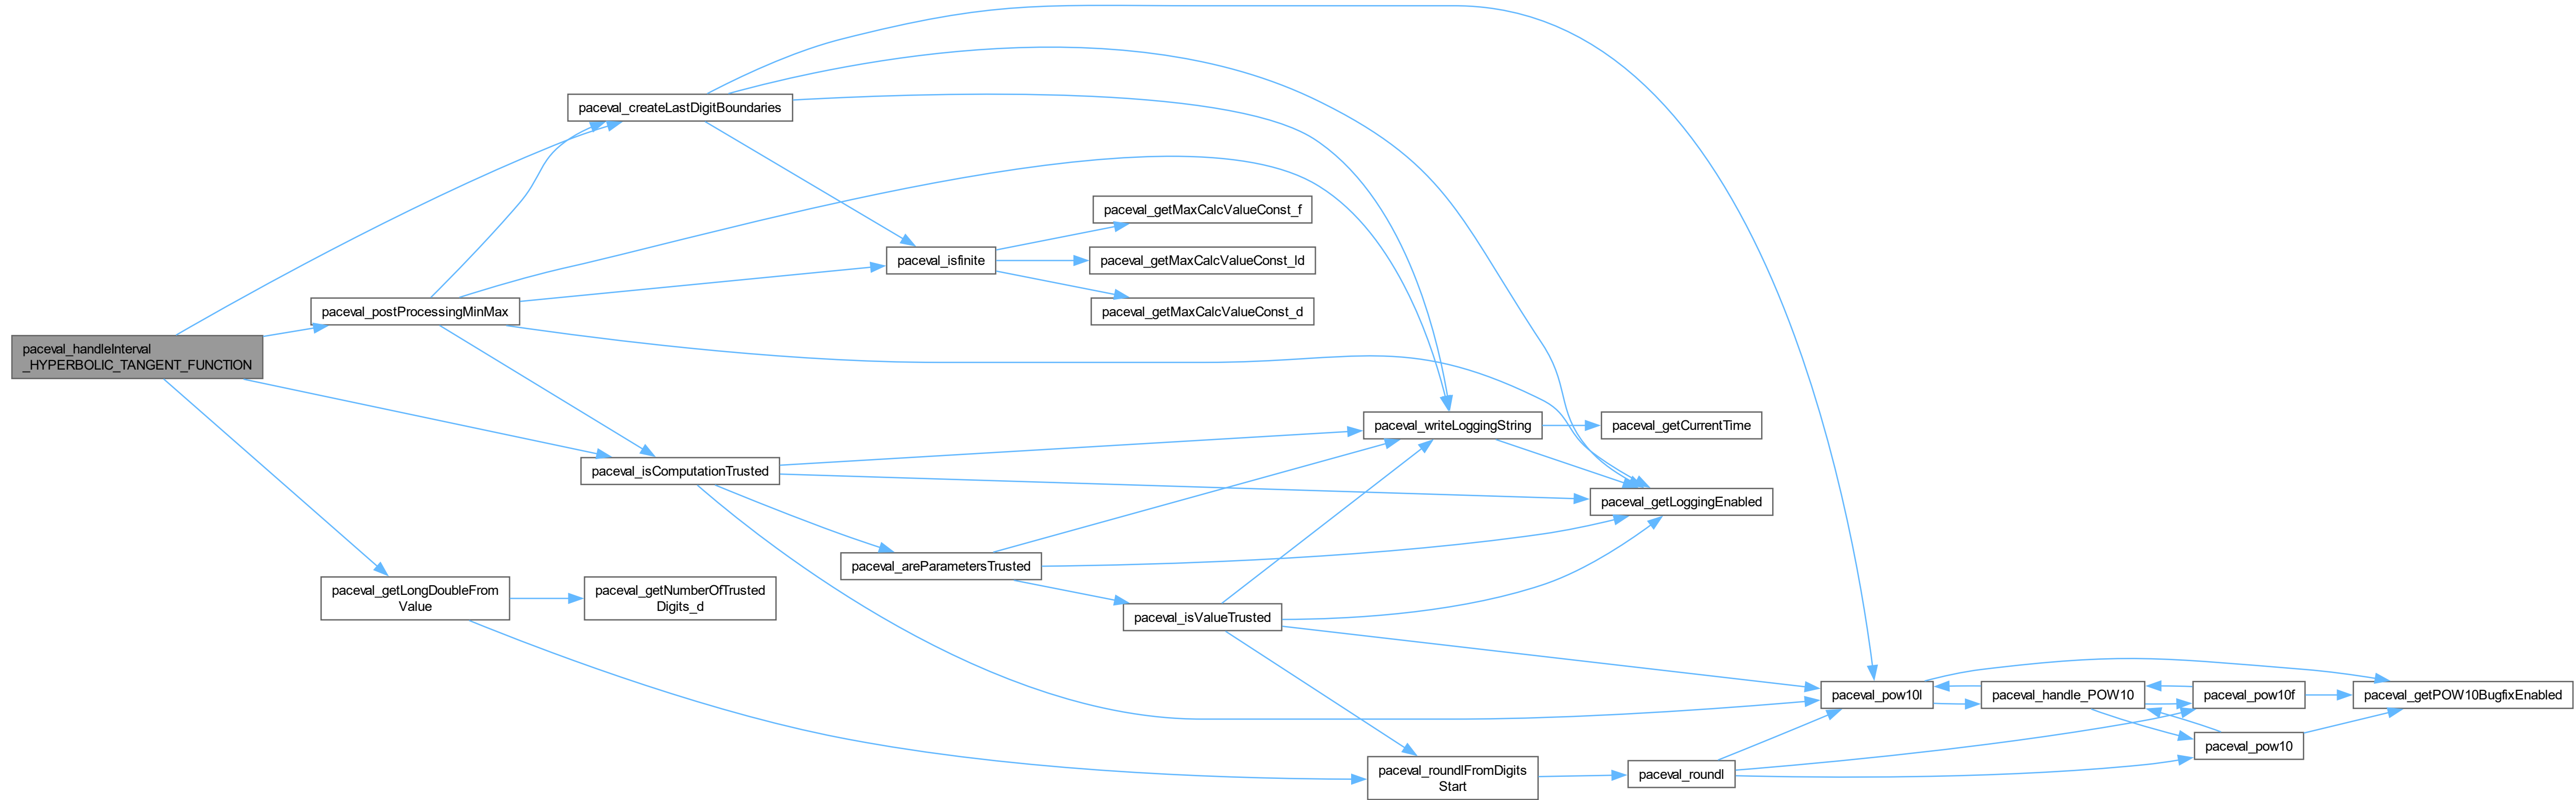 paceval_createLastDigitBoundaries
paceval_getMaxCalcValueConst_f
paceval_isfinite
paceval_getMaxCalcValueConst_ld
paceval_postProcessingMinMax
paceval_getMaxCalcValueConst_d
paceval_handleInterval
_HYPERBOLIC_TANGENT_FUNCTION
paceval_writeLoggingString
paceval_getCurrentTime
paceval_isComputationTrusted
paceval_getLoggingEnabled
paceval_areParametersTrusted
paceval_getLongDoubleFrom
Value
paceval_getNumberOfTrusted
Digits_d
paceval_isValueTrusted
paceval_pow10l
paceval_handle_POW10
paceval_pow10f
paceval_getPOW10BugfixEnabled
paceval_pow10
paceval_roundlFromDigits
Start
paceval_roundl